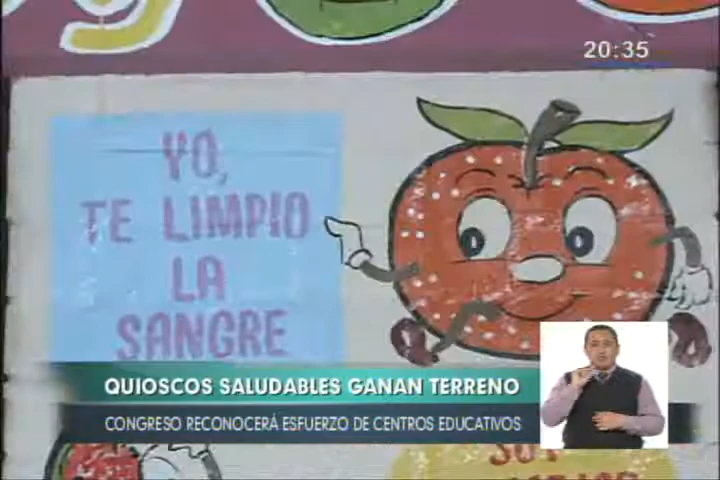 20:35
YO,
TE LIMPIO
LA
SANGRE
QUIOSCOS SALUDABLES GANAN TERRENO
CONGRESO RECONOCERÁ ESFUERZO DE CENTROS EDUCATIVOS